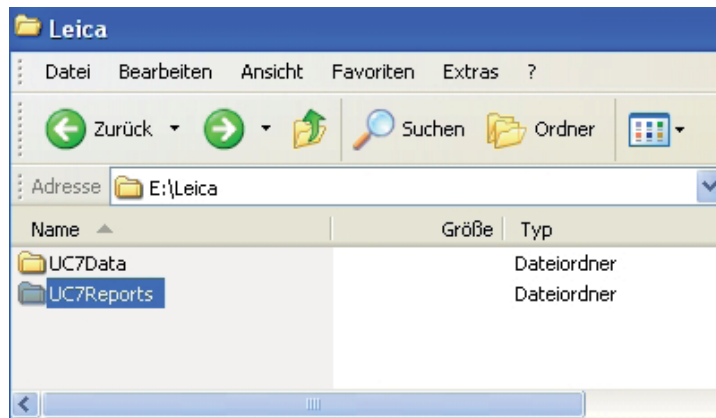 Leica
Datei Bearbeiten Ansicht Favoriten Extras ?
Zurück Suchen Ordner
Adresse E:\Leica
Name Größe Typ
UC7Data Dateiordner
UC7Reports Dateiordner